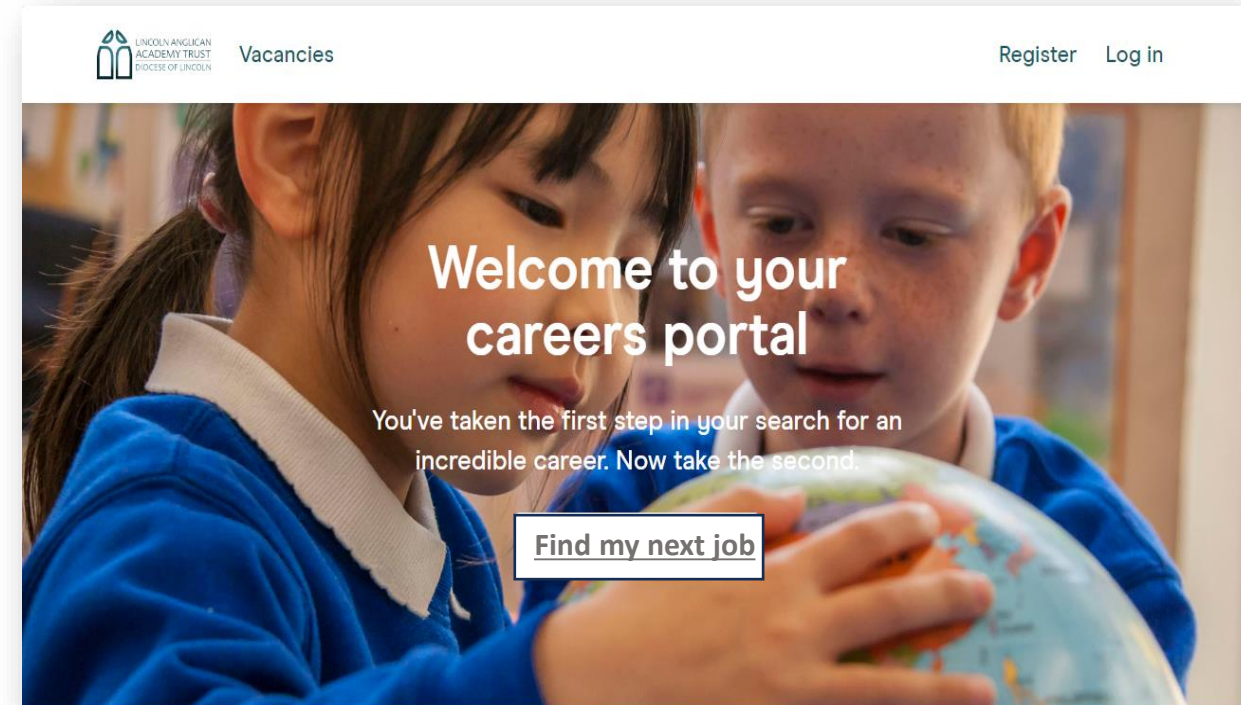 LINCOLN ANGLICAN
ACADEMY TRUST
DIOCESE OF LINCOLN
Vacancies
Register
Log in
Welcome to your
careers portal
You've taken the first step in your search for an
incredible career. Now take the second.
Find my next job